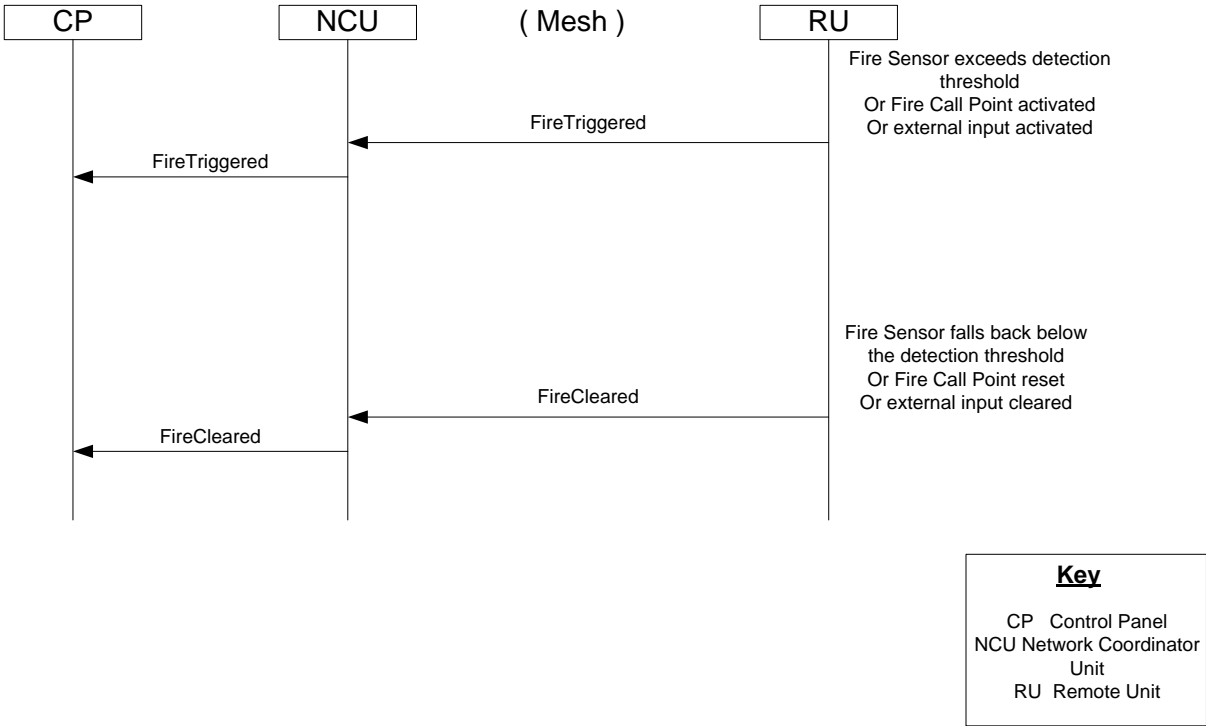 CP
NCU
( Mesh )
RU
Fire Sensor exceeds detection
threshold
Or Fire Call Point activated
Or external input activated
FireTriggered
FireTriggered
Fire Sensor falls back below
the detection threshold
Or Fire Call Point reset
Or external input cleared
FireCleared
FireCleared
Key
CP Control Panel
NCU Network Coordinator
Unit
RU Remote Unit